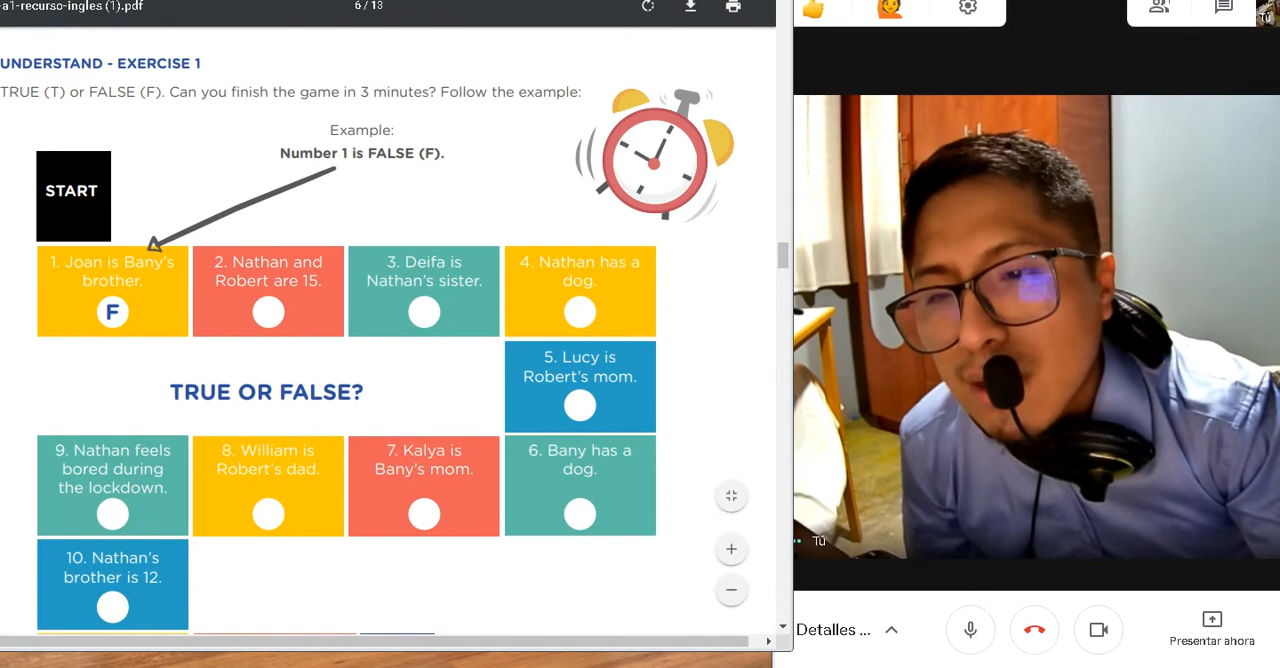 -a1-recurso-ingles (1).pdf
6 / 13
UNDERSTAND - EXERCISE 1
TRUE (T) or FALSE (F). Can you finish the game in 3 minutes? Follow the example:
Example:
Number 1 is FALSE (F).
START
1. Joan is Bany's
brother.
F
2. Nathan and
Robert are 15.
3. Deifa is
Nathan's sister.
4. Nathan has a
dog.
5. Lucy is
Robert's mom.
TRUE OR FALSE?
9. Nathan feels
bored during
the lockdown.
8. William is
Robert's dad.
7. Kalya is
Bany's mom.
6. Bany has a
dog.
10. Nathan's
brother is 12.
Tú
Tú
Detalles ...
Presentar ahora